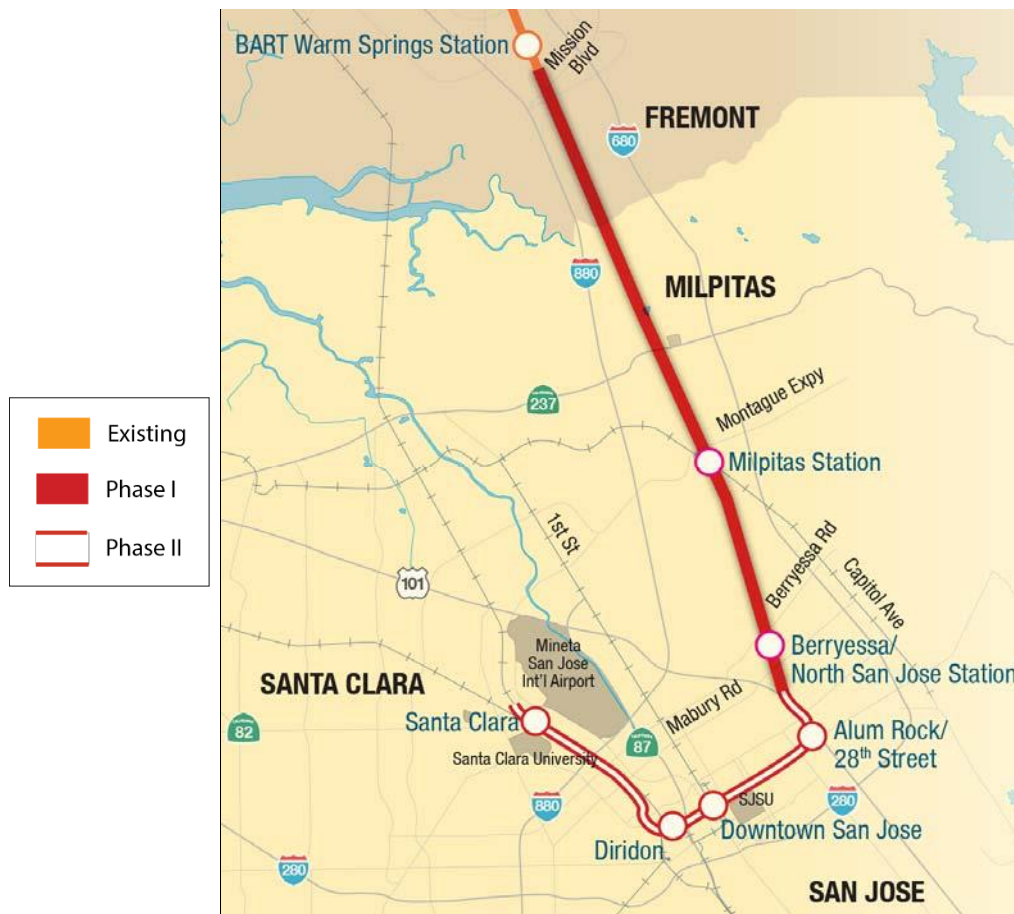 BART Warm Springs Station
Mission
Blvd
FREMONT
680
880
MILPITAS
237
Montague Expy
Milpitas Station
Existing
Phase I
Phase II
1st St
101
Berryessa Rd
Capitol Ave
Mineta
San Jose
Int'l Airport
Berryessa/
North San Jose Station
SANTA CLARA
Mabury Rd
Santa Clara
82
87
Alum Rock/
28th Street
Santa Clara University
880
SJSU
280
Downtown San Jose
Diridon
280
SAN JOSE